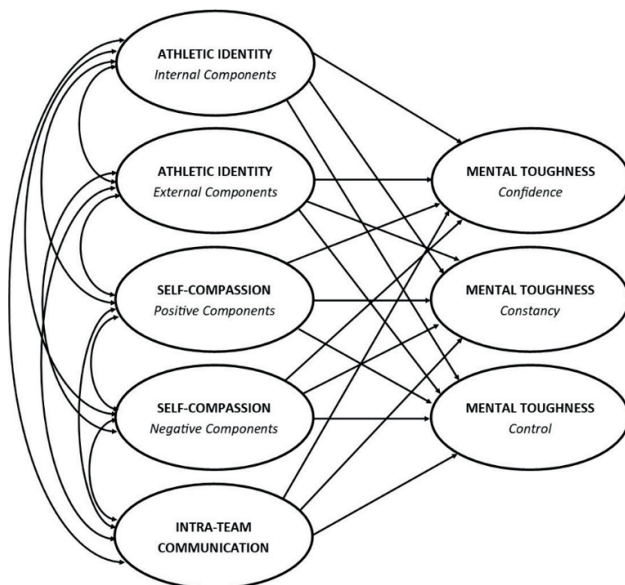 ATHLETIC IDENTITY
Internal Components
ATHLETIC IDENTITY
External Components
SELF-COMPASSION
Positive Components
SELF-COMPASSION
Negative Components
INTRA-TEAM
COMMUNICATION
MENTAL TOUGHNESS
Confidence
MENTAL TOUGHNESS
Constancy
MENTAL TOUGHNESS
Control